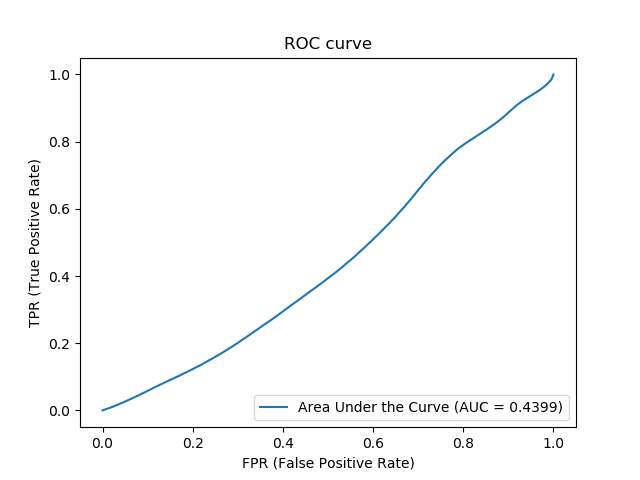 ROC curve
TPR (True Positive Rate)
1.0
0.8
0.6
0.4
0.2
0.0
Area Under the Curve (AUC = 0.4399)
0.0 0.2 0.4 0.6 0.8 1.0
FPR (False Positive Rate)